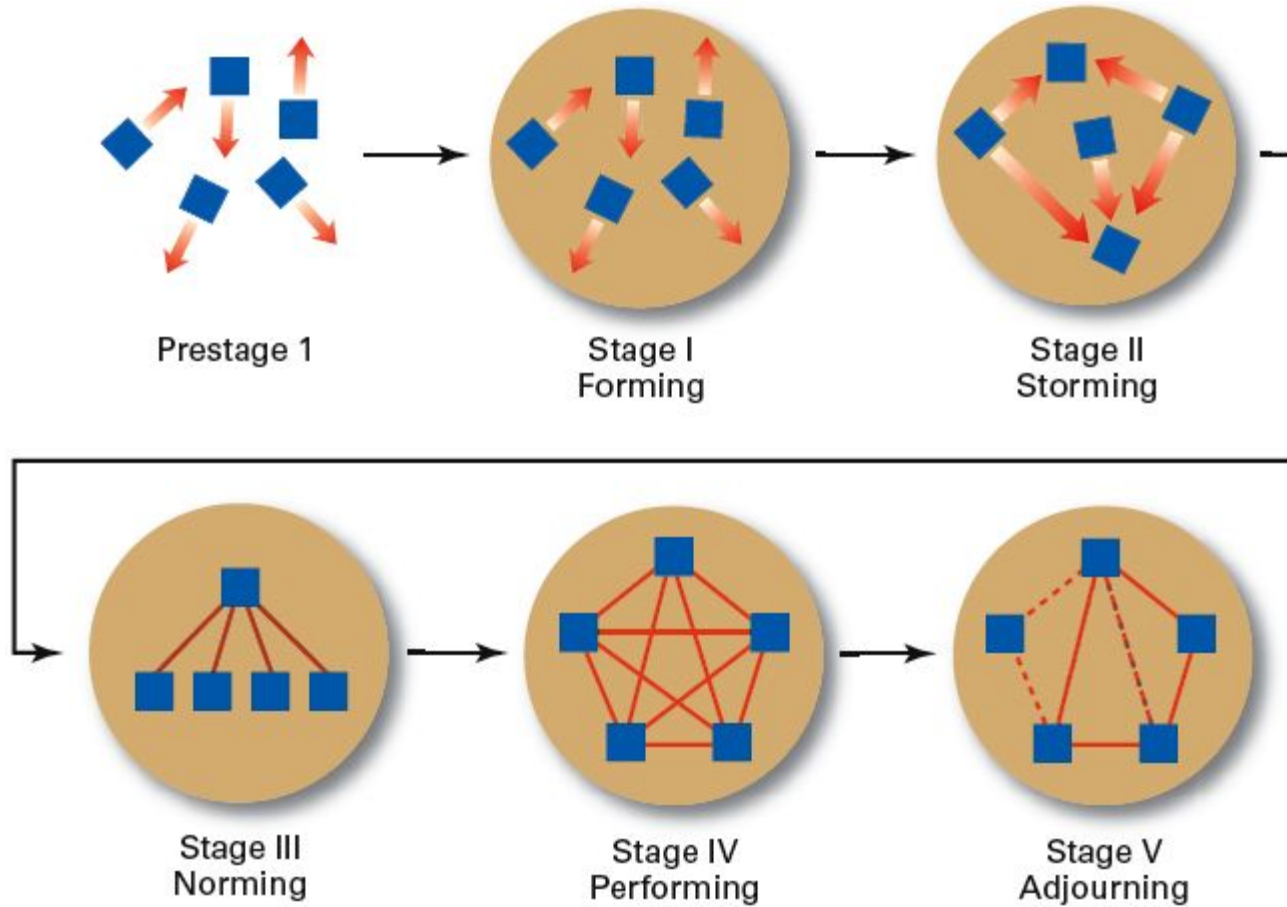 Prestage 1
Stage I
Forming
Stage II
Storming
Stage III
Norming
Stage IV
Performing
Stage V
Adjourning